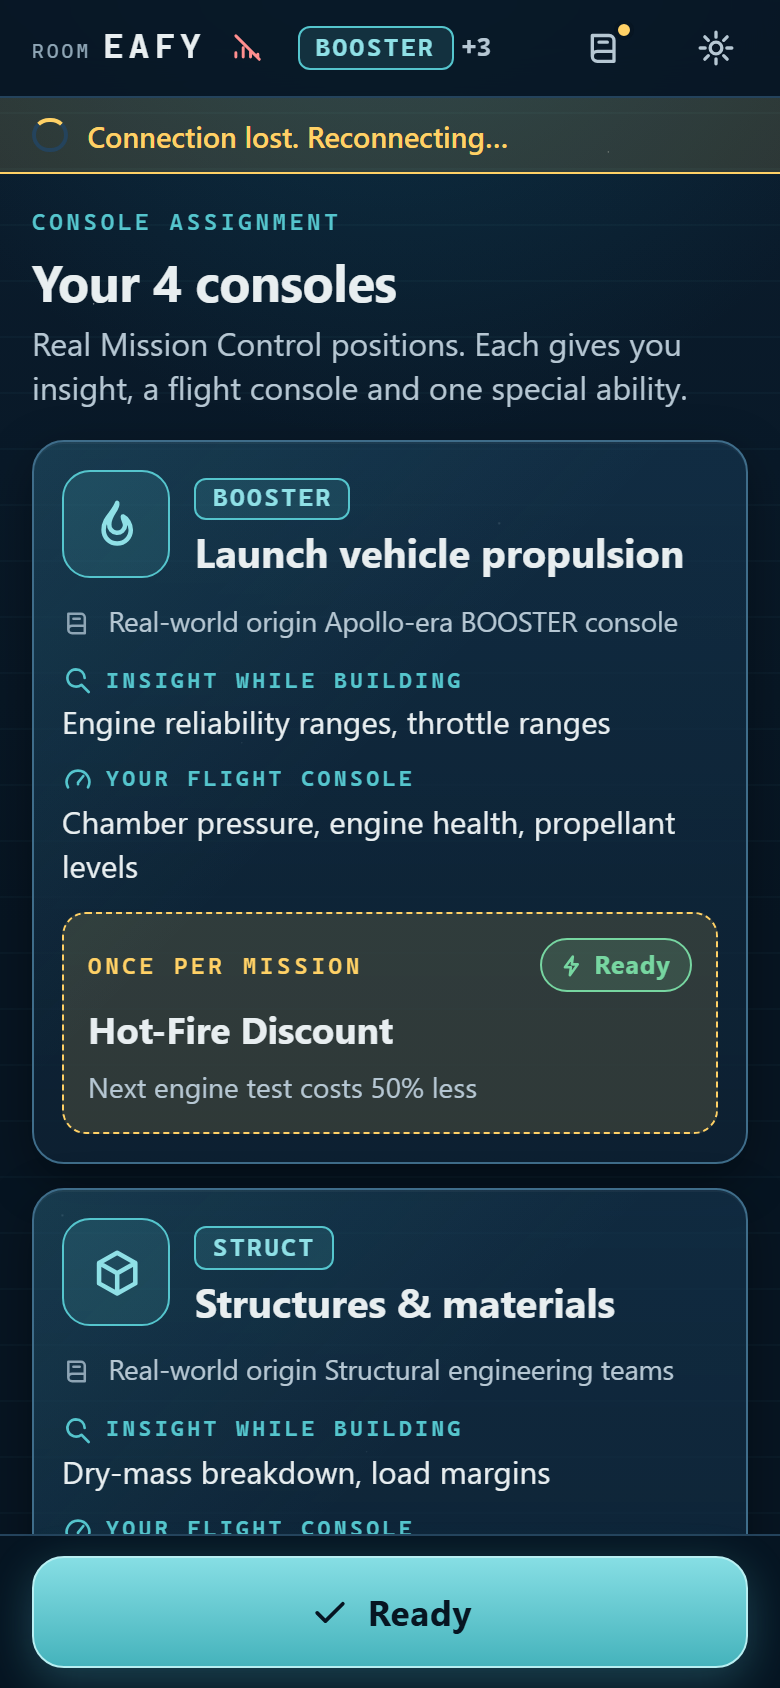 ROOM EAFY BOOSTER +3
Connection lost. Reconnecting...
CONSOLE ASSIGNMENT
Your 4 consoles
Real Mission Control positions. Each gives you
insight, a flight console and one special ability.
BOOSTER
Launch vehicle propulsion
Real-world origin Apollo-era BOOSTER console
INSIGHT WHILE BUILDING
Engine reliability ranges, throttle ranges
YOUR FLIGHT CONSOLE
Chamber pressure, engine health, propellant
levels
ONCE PER MISSION
Ready
Hot-Fire Discount
Next engine test costs 50% less
STRUCT
Structures & materials
Real-world origin Structural engineering teams
INSIGHT WHILE BUILDING
Dry-mass breakdown, load margins
YOUR FLIGHT CONSOLE
Ready